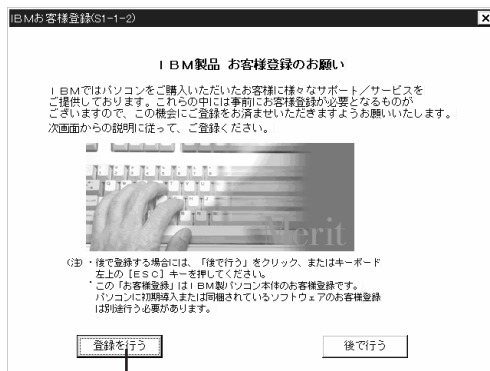 IBMお客様登録(S1-1-2)
IBM製品 お客様登録のお願い
IBMではパソコンをご購入いただいたお客様に様々なサポート／サービスを
ご提供しております。これらの中には事前にお客様登録が必要となるものが
ございますので、この機会にご登録をお済ませいただきますようお願いいたします。
次画面からの説明に従って、ご登録ください。
Merit
(注)・後で登録する場合には、「後で行う」をクリック、またはキーボード
左上の［ESC］キーを押してください。
・この「お客様登録」はIBM製パソコン本体のお客様登録です。
パソコンに初期導入または同梱されているソフトウェアのお客様登録
は別途行う必要があります。
登録を行う
後で行う